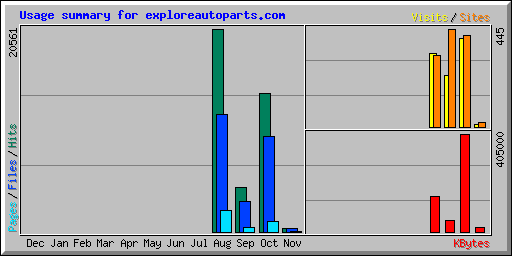 Usage summary for exploreautoparts.com
Visits/Sites
20561
445
405000
Pages/Files/Hits
Dec Jan Feb Mar Apr May Jun Jul Aug Sep Oct Nov
KBytes